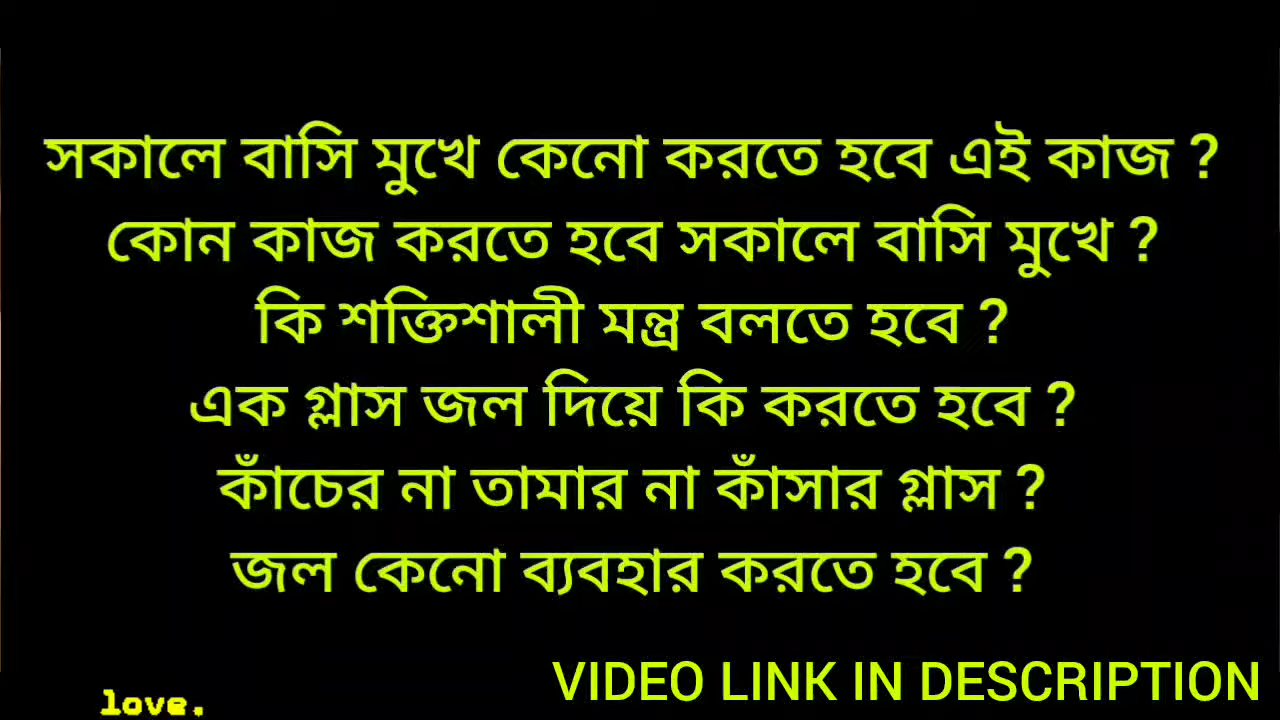 সকালে বাসি মুখে কেনো করতে হবে এই কাজ ?
কোন কাজ করতে হবে সকালে বাসি মুখে ?
কি শক্তিশালী মন্ত্র বলতে হবে ?
এক গ্লাস জল দিয়ে কি করতে হবে ?
কাঁচের না তামার না কাঁসার গ্লাস ?
জল কেনো ব্যবহার করতে হবে ?
VIDEO LINK IN DESCRIPTION
love.